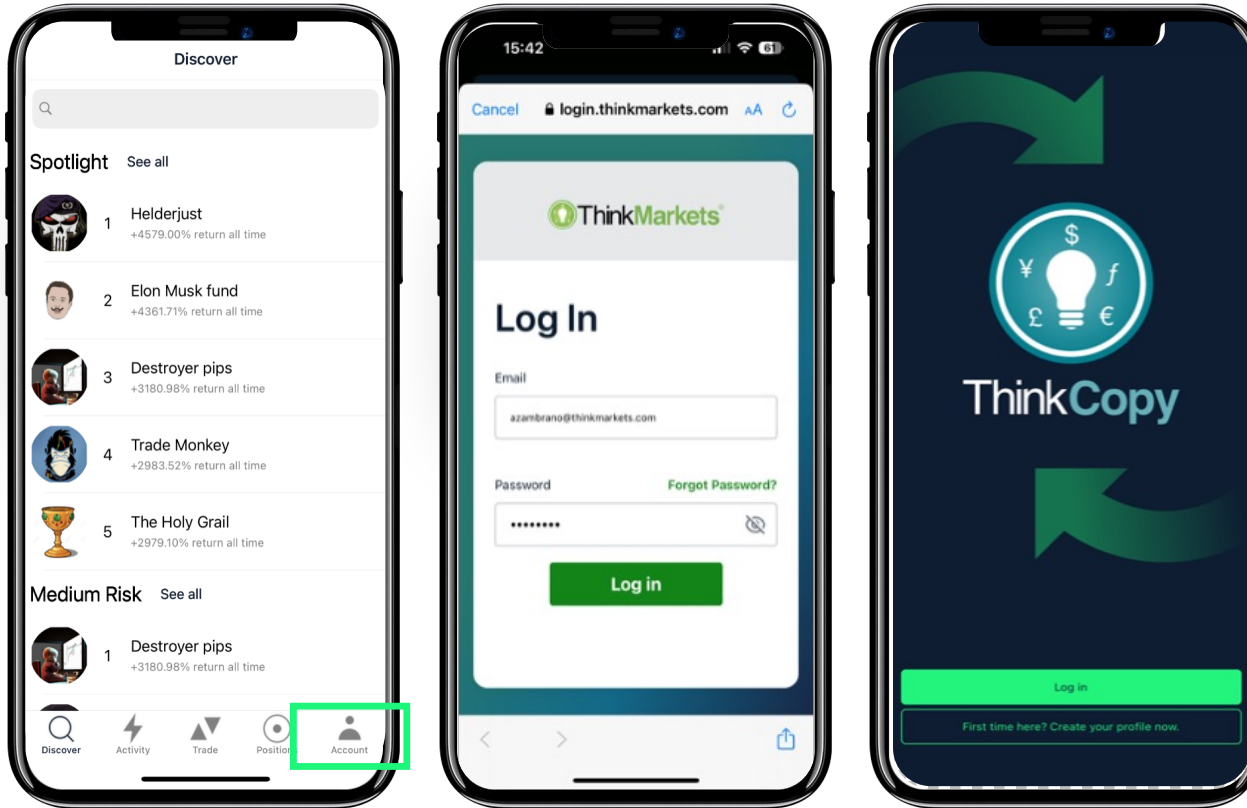 Discover
Spotlight See all
1 Helderjust
+4579.00% return all time
2 Elon Musk fund
+4361.71% return all time
3 Destroyer pips
+3180.98% return all time
4 Trade Monkey
+2983.52% return all time
5 The Holy Grail
+2979.10% return all time
Medium Risk See all
1 Destroyer pips
+3180.98% return all time
Discover Activity Trade Position Account
15:42 61
Cancel login.thinkmarkets.com AA
ThinkMarkets
Log In
Email
azambrano@thinkmarkets.com
Password Forgot Password?
••••••••
Log in
$
¥ ƒ
£ €
ThinkCopy
Log in
First time here? Create your profile now.